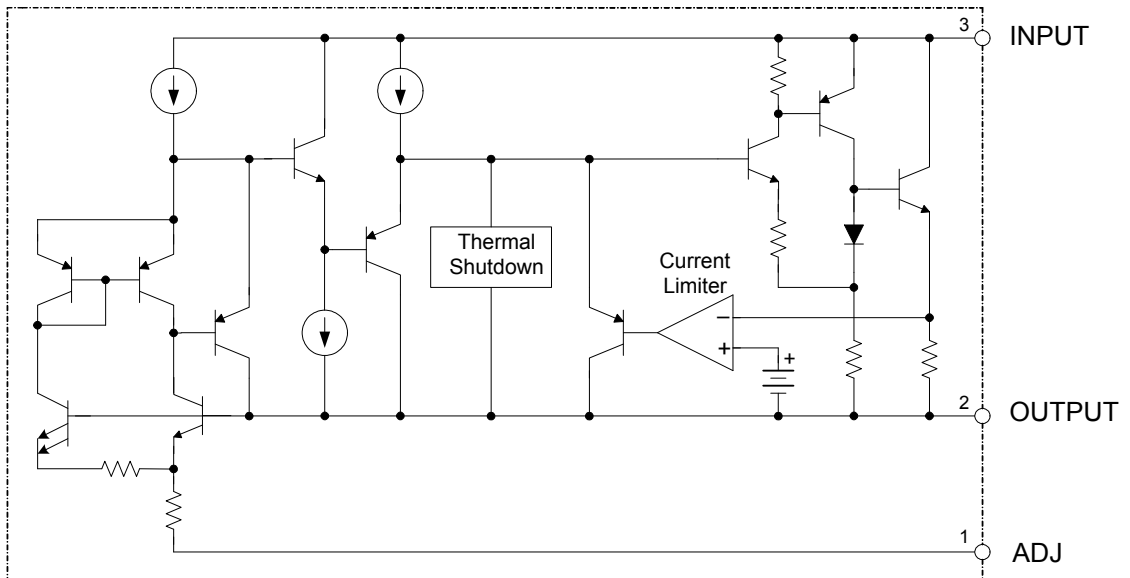 3 INPUT
Thermal
Shutdown
Current
Limiter
−
+
+
2 OUTPUT
1 ADJ